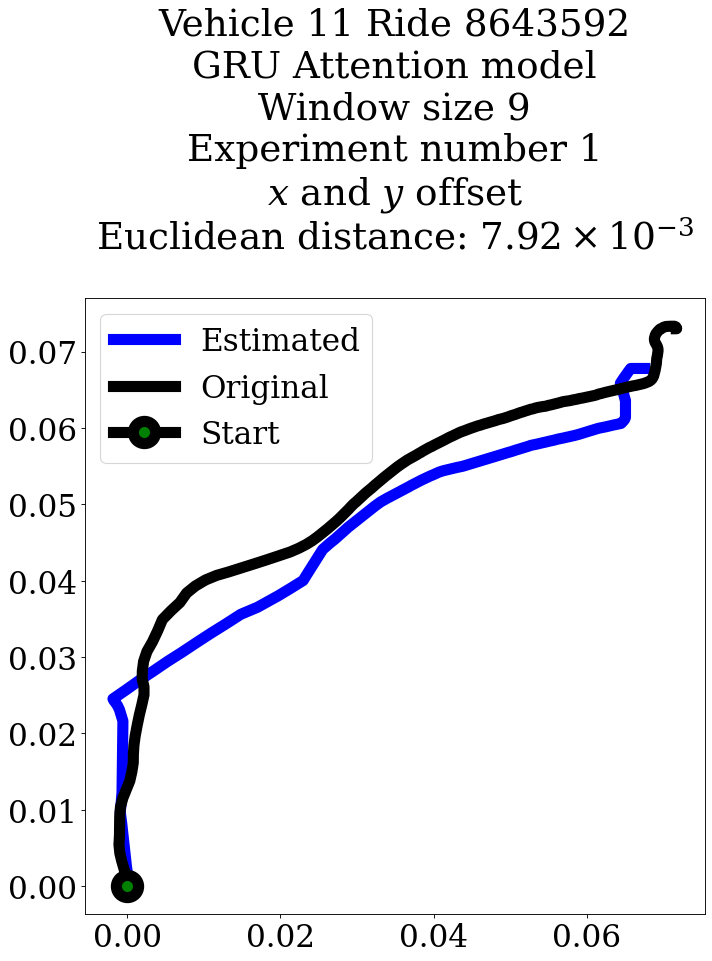 Vehicle 11 Ride 8643592
GRU Attention model
Window size 9
Experiment number 1
x and y offset
Euclidean distance: 7.92 × 10⁻³
Estimated
Original
Start
0.07
0.06
0.05
0.04
0.03
0.02
0.01
0.00
0.00 0.02 0.04 0.06